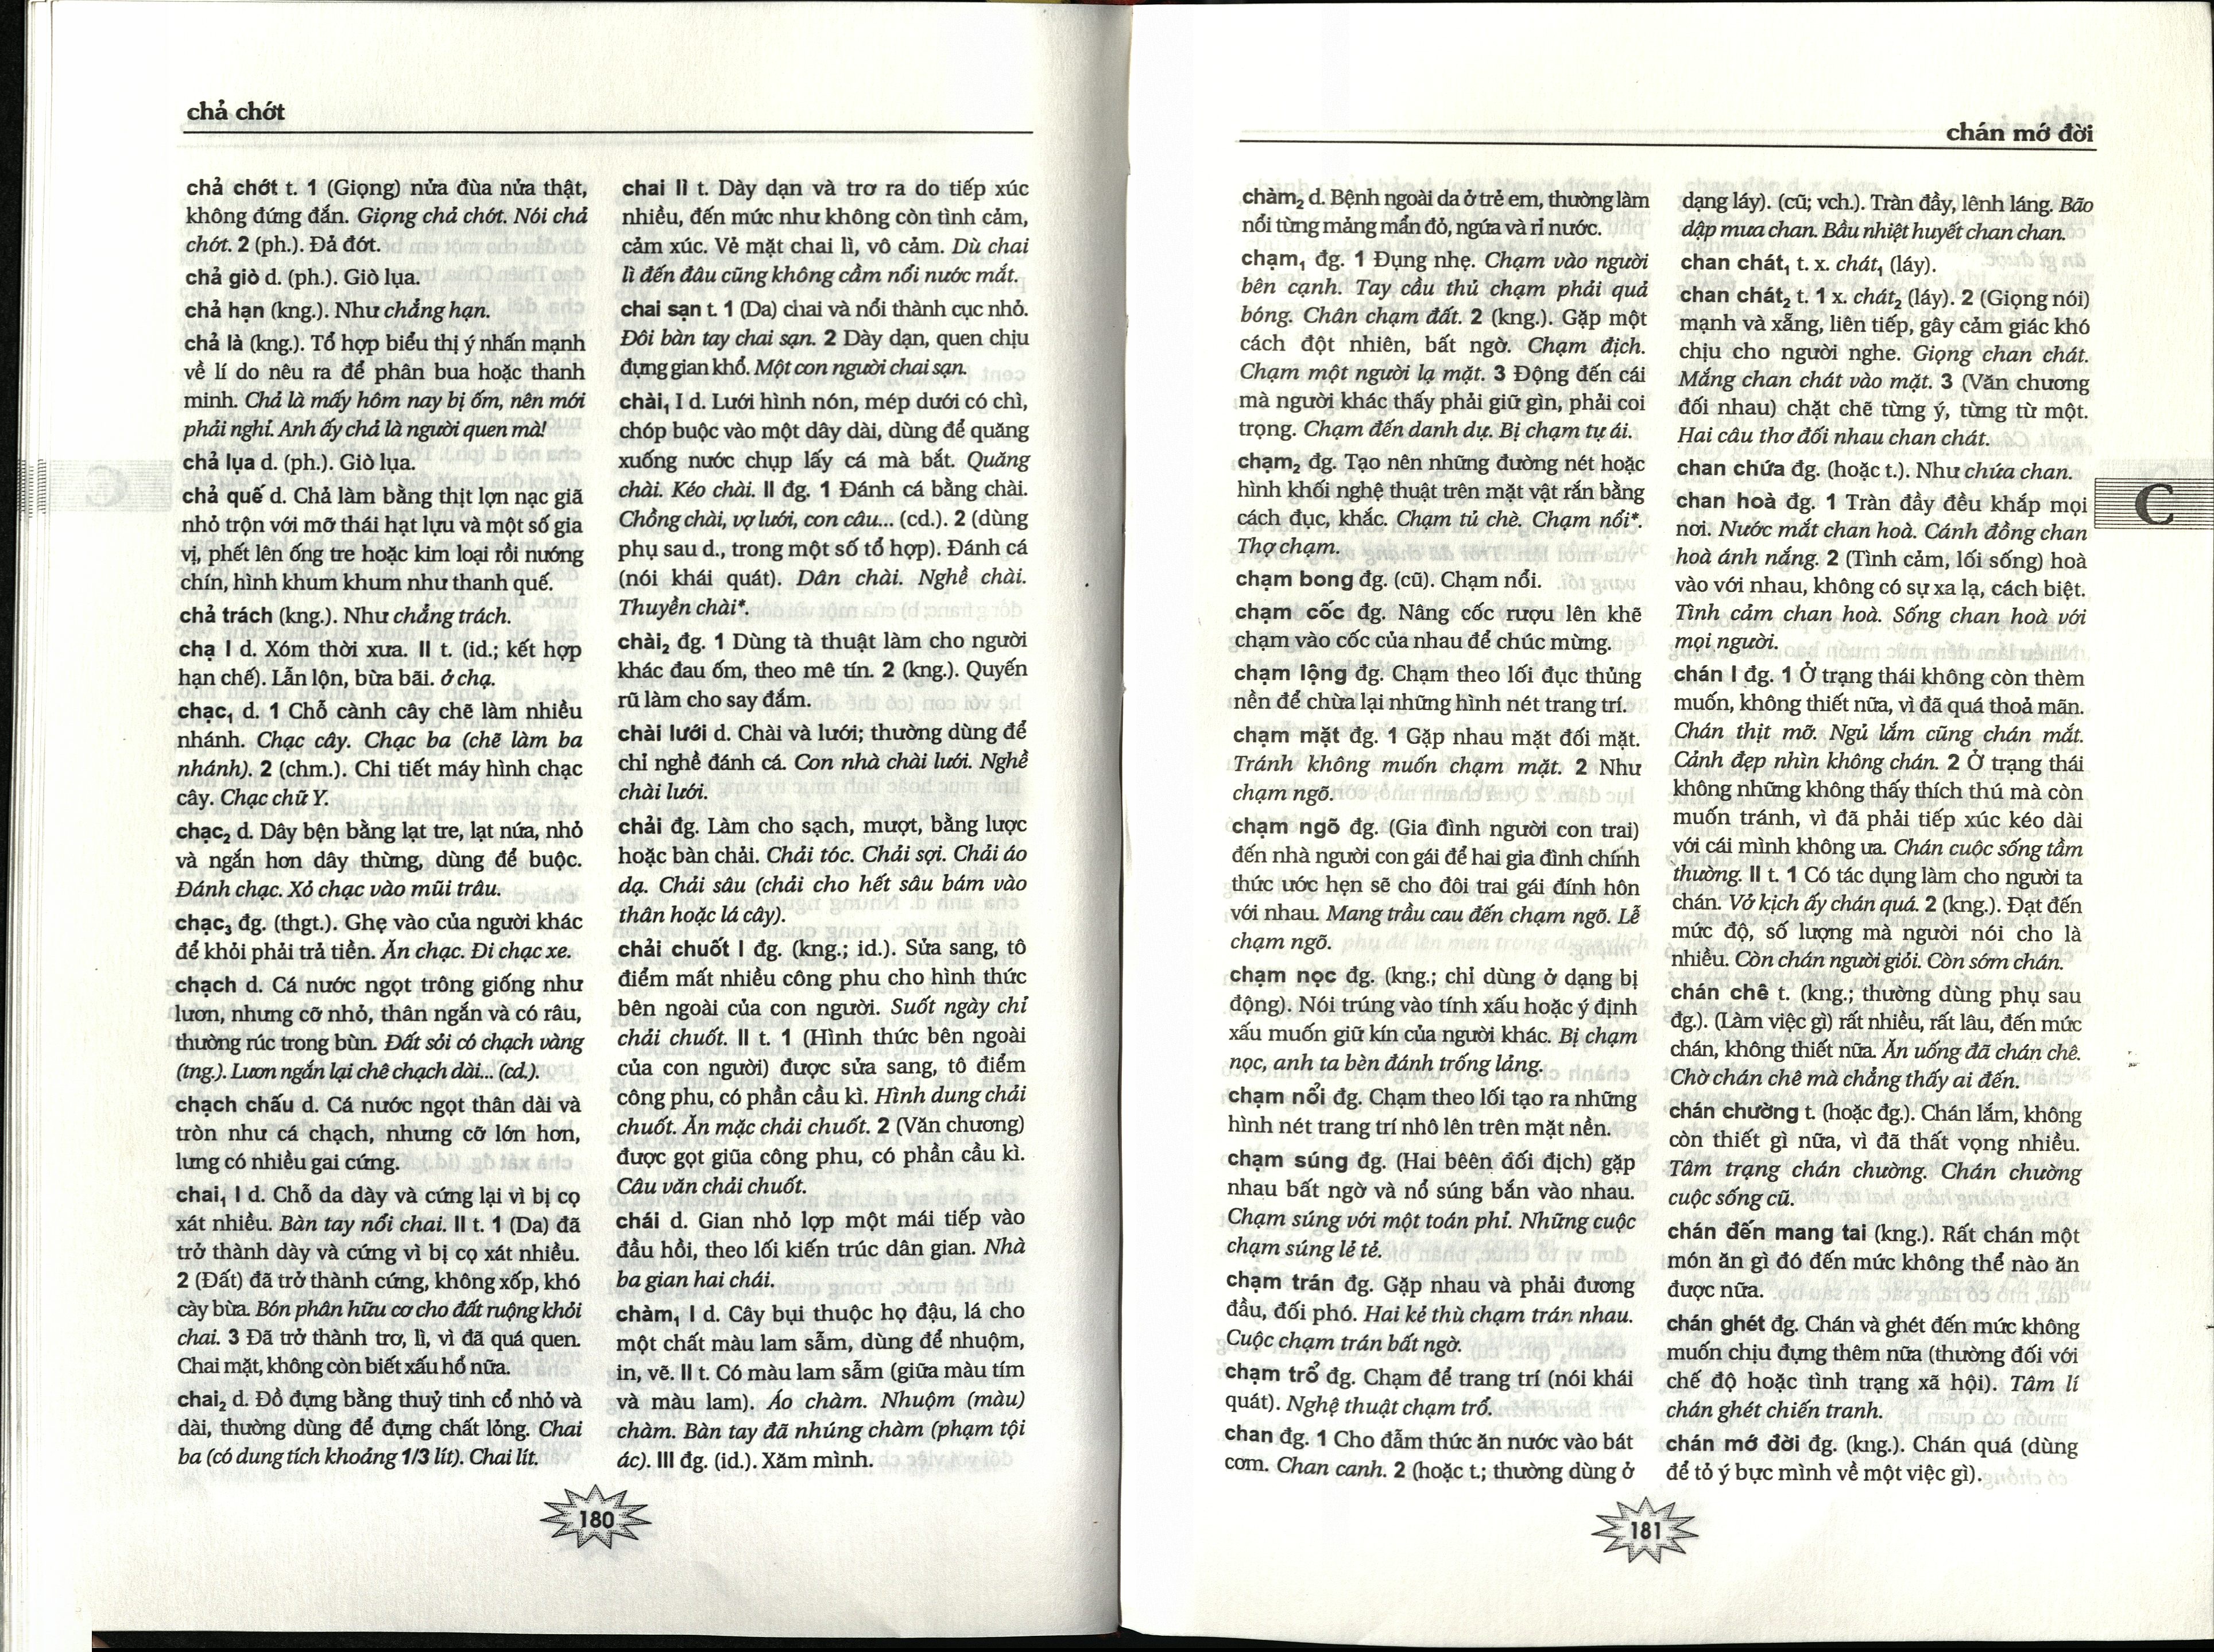 chả chớt
chả chớt t. 1 (Giọng) nửa đùa nửa thật,
không đứng đắn. Giọng chả chớt. Nói chả
chớt. 2 (ph.). Đả đớt.
chả giò d. (ph.). Giò lụa.
chả hạn (kng.). Như chẳng hạn.
chả là (kng.). Tổ hợp biểu thị ý nhấn mạnh
về lí do nêu ra để phân bua hoặc thanh
minh. Chả là mấy hôm nay bị ốm, nên mới
phải nghỉ. Anh ấy chả là người quen mà!
chả lụa d. (ph.). Giò lụa.
chả quế d. Chả làm bằng thịt lợn nạc giã
nhỏ trộn với mỡ thái hạt lựu và một số gia
vị, phết lên ống tre hoặc kim loại rồi nướng
chín, hình khum khum như thanh quế.
chả trách (kng.). Như chẳng trách.
chạ I d. Xóm thời xưa. II t. (id.; kết hợp
hạn chế). Lẫn lộn, bừa bãi. ở chạ.
chạc₁ d. 1 Chỗ cành cây chẽ làm nhiều
nhánh. Chạc cây. Chạc ba (chẽ làm ba
nhánh). 2 (chm.). Chi tiết máy hình chạc
cây. Chạc chữ Y.
chạc₂ d. Dây bện bằng lạt tre, lạt nứa, nhỏ
và ngắn hơn dây thừng, dùng để buộc.
Đánh chạc. Xỏ chạc vào mũi trâu.
chạc₃ đg. (thgt.). Ghẹ vào của người khác
để khỏi phải trả tiền. Ăn chạc. Đi chạc xe.
chạch d. Cá nước ngọt trông giống như
lươn, nhưng cỡ nhỏ, thân ngắn và có râu,
thường rúc trong bùn. Đất sỏi có chạch vàng
(tng.). Lươn ngắn lại chê chạch dài... (cd.).
chạch chấu d. Cá nước ngọt thân dài và
tròn như cá chạch, nhưng cỡ lớn hơn,
lưng có nhiều gai cứng.
chai₁ I d. Chỗ da dày và cứng lại vì bị cọ
xát nhiều. Bàn tay nổi chai. II t. 1 (Da) đã
trở thành dày và cứng vì bị cọ xát nhiều.
2 (Đất) đã trở thành cứng, không xốp, khó
cày bừa. Bón phân hữu cơ cho đất ruộng khỏi
chai. 3 Đã trở thành trơ, lì, vì đã quá quen.
Chai mặt, không còn biết xấu hổ nữa.
chai₂ d. Đồ đựng bằng thuỷ tinh cổ nhỏ và
dài, thường dùng để đựng chất lỏng. Chai
ba (có dung tích khoảng 1/3 lít). Chai lít.
chai lì t. Dày dạn và trơ ra do tiếp xúc
nhiều, đến mức như không còn tình cảm,
cảm xúc. Vẻ mặt chai lì, vô cảm. Dù chai
lì đến đâu cũng không cầm nổi nước mắt.
chai sạn t. 1 (Da) chai và nổi thành cục nhỏ.
Đôi bàn tay chai sạn. 2 Dày dạn, quen chịu
đựng gian khổ. Một con người chai sạn.
chài₁ I d. Lưới hình nón, mép dưới có chì,
chóp buộc vào một dây dài, dùng để quăng
xuống nước chụp lấy cá mà bắt. Quăng
chài. Kéo chài. II đg. 1 Đánh cá bằng chài.
Chồng chài, vợ lưới, con câu... (cd.). 2 (dùng
phụ sau d., trong một số tổ hợp). Đánh cá
(nói khái quát). Dân chài. Nghề chài.
Thuyền chài*.
chài₂ đg. 1 Dùng tà thuật làm cho người
khác đau ốm, theo mê tín. 2 (kng.). Quyến
rũ làm cho say đắm.
chài lưới d. Chài và lưới; thường dùng để
chỉ nghề đánh cá. Con nhà chài lưới. Nghề
chài lưới.
chải đg. Làm cho sạch, mượt, bằng lược
hoặc bàn chải. Chải tóc. Chải sợi. Chải áo
dạ. Chải sâu (chải cho hết sâu bám vào
thân hoặc lá cây).
chải chuốt I đg. (kng.; id.). Sửa sang, tô
điểm mất nhiều công phu cho hình thức
bên ngoài của con người. Suốt ngày chỉ
chải chuốt. II t. 1 (Hình thức bên ngoài
của con người) được sửa sang, tô điểm
công phu, có phần cầu kì. Hình dung chải
chuốt. Ăn mặc chải chuốt. 2 (Văn chương)
được gọt giũa công phu, có phần cầu kì.
Câu văn chải chuốt.
chái d. Gian nhỏ lợp một mái tiếp vào
đầu hồi, theo lối kiến trúc dân gian. Nhà
ba gian hai chái.
chàm₁ I d. Cây bụi thuộc họ đậu, lá cho
một chất màu lam sẫm, dùng để nhuộm,
in, vẽ. II t. Có màu lam sẫm (giữa màu tím
và màu lam). Áo chàm. Nhuộm (màu)
chàm. Bàn tay đã nhúng chàm (phạm tội
ác). III đg. (id.). Xăm mình.
180
chán mớ đời
chàm₂ d. Bệnh ngoài da ở trẻ em, thường làm
nổi từng mảng mẩn đỏ, ngứa và rỉ nước.
chạm₁ đg. 1 Đụng nhẹ. Chạm vào người
bên cạnh. Tay cầu thủ chạm phải quả
bóng. Chân chạm đất. 2 (kng.). Gặp một
cách đột nhiên, bất ngờ. Chạm địch.
Chạm một người lạ mặt. 3 Động đến cái
mà người khác thấy phải giữ gìn, phải coi
trọng. Chạm đến danh dự. Bị chạm tự ái.
chạm₂ đg. Tạo nên những đường nét hoặc
hình khối nghệ thuật trên mặt vật rắn bằng
cách đục, khắc. Chạm tủ chè. Chạm nổi*.
Thợ chạm.
chạm bong đg. (cũ). Chạm nổi.
chạm cốc đg. Nâng cốc rượu lên khẽ
chạm vào cốc của nhau để chúc mừng.
chạm lộng đg. Chạm theo lối đục thủng
nền để chừa lại những hình nét trang trí.
chạm mặt đg. 1 Gặp nhau mặt đối mặt.
Tránh không muốn chạm mặt. 2 Như
chạm ngõ.
chạm ngõ đg. (Gia đình người con trai)
đến nhà người con gái để hai gia đình chính
thức ước hẹn sẽ cho đôi trai gái đính hôn
với nhau. Mang trầu cau đến chạm ngõ. Lễ
chạm ngõ.
chạm nọc đg. (kng.; chỉ dùng ở dạng bị
động). Nói trúng vào tính xấu hoặc ý định
xấu muốn giữ kín của người khác. Bị chạm
nọc, anh ta bèn đánh trống lảng.
chạm nổi đg. Chạm theo lối tạo ra những
hình nét trang trí nhô lên trên mặt nền.
chạm súng đg. (Hai bêên đối địch) gặp
nhau bất ngờ và nổ súng bắn vào nhau.
Chạm súng với một toán phỉ. Những cuộc
chạm súng lẻ tẻ.
chạm trán đg. Gặp nhau và phải đương
đầu, đối phó. Hai kẻ thù chạm trán nhau.
Cuộc chạm trán bất ngờ.
chạm trổ đg. Chạm để trang trí (nói khái
quát). Nghệ thuật chạm trổ.
chan đg. 1 Cho đẫm thức ăn nước vào bát
cơm. Chan canh. 2 (hoặc t.; thường dùng ở
dạng láy). (cũ; vch.). Tràn đầy, lênh láng. Bão
dập mưa chan. Bầu nhiệt huyết chan chan.
chan chát₁ t. x. chát₁ (láy).
chan chát₂ t. 1 x. chát₂ (láy). 2 (Giọng nói)
mạnh và xẵng, liên tiếp, gây cảm giác khó
chịu cho người nghe. Giọng chan chát.
Mắng chan chát vào mặt. 3 (Văn chương
đối nhau) chặt chẽ từng ý, từng từ một.
Hai câu thơ đối nhau chan chát.
chan chứa đg. (hoặc t.). Như chứa chan.
chan hoà đg. 1 Tràn đầy đều khắp mọi
nơi. Nước mắt chan hoà. Cánh đồng chan
hoà ánh nắng. 2 (Tình cảm, lối sống) hoà
vào với nhau, không có sự xa lạ, cách biệt.
Tình cảm chan hoà. Sống chan hoà với
mọi người.
chán I đg. 1 Ở trạng thái không còn thèm
muốn, không thiết nữa, vì đã quá thoả mãn.
Chán thịt mỡ. Ngủ lắm cũng chán mắt.
Cảnh đẹp nhìn không chán. 2 Ở trạng thái
không những không thấy thích thú mà còn
muốn tránh, vì đã phải tiếp xúc kéo dài
với cái mình không ưa. Chán cuộc sống tầm
thường. II t. 1 Có tác dụng làm cho người ta
chán. Vở kịch ấy chán quá. 2 (kng.). Đạt đến
mức độ, số lượng mà người nói cho là
nhiều. Còn chán người giỏi. Còn sớm chán.
chán chê t. (kng.; thường dùng phụ sau
đg.). (Làm việc gì) rất nhiều, rất lâu, đến mức
chán, không thiết nữa. Ăn uống đã chán chê.
Chờ chán chê mà chẳng thấy ai đến.
chán chường t. (hoặc đg.). Chán lắm, không
còn thiết gì nữa, vì đã thất vọng nhiều.
Tâm trạng chán chường. Chán chường
cuộc sống cũ.
chán đến mang tai (kng.). Rất chán một
món ăn gì đó đến mức không thể nào ăn
được nữa.
chán ghét đg. Chán và ghét đến mức không
muốn chịu đựng thêm nữa (thường đối với
chế độ hoặc tình trạng xã hội). Tâm lí
chán ghét chiến tranh.
chán mớ đời đg. (kng.). Chán quá (dùng
để tỏ ý bực mình về một việc gì).
C
181